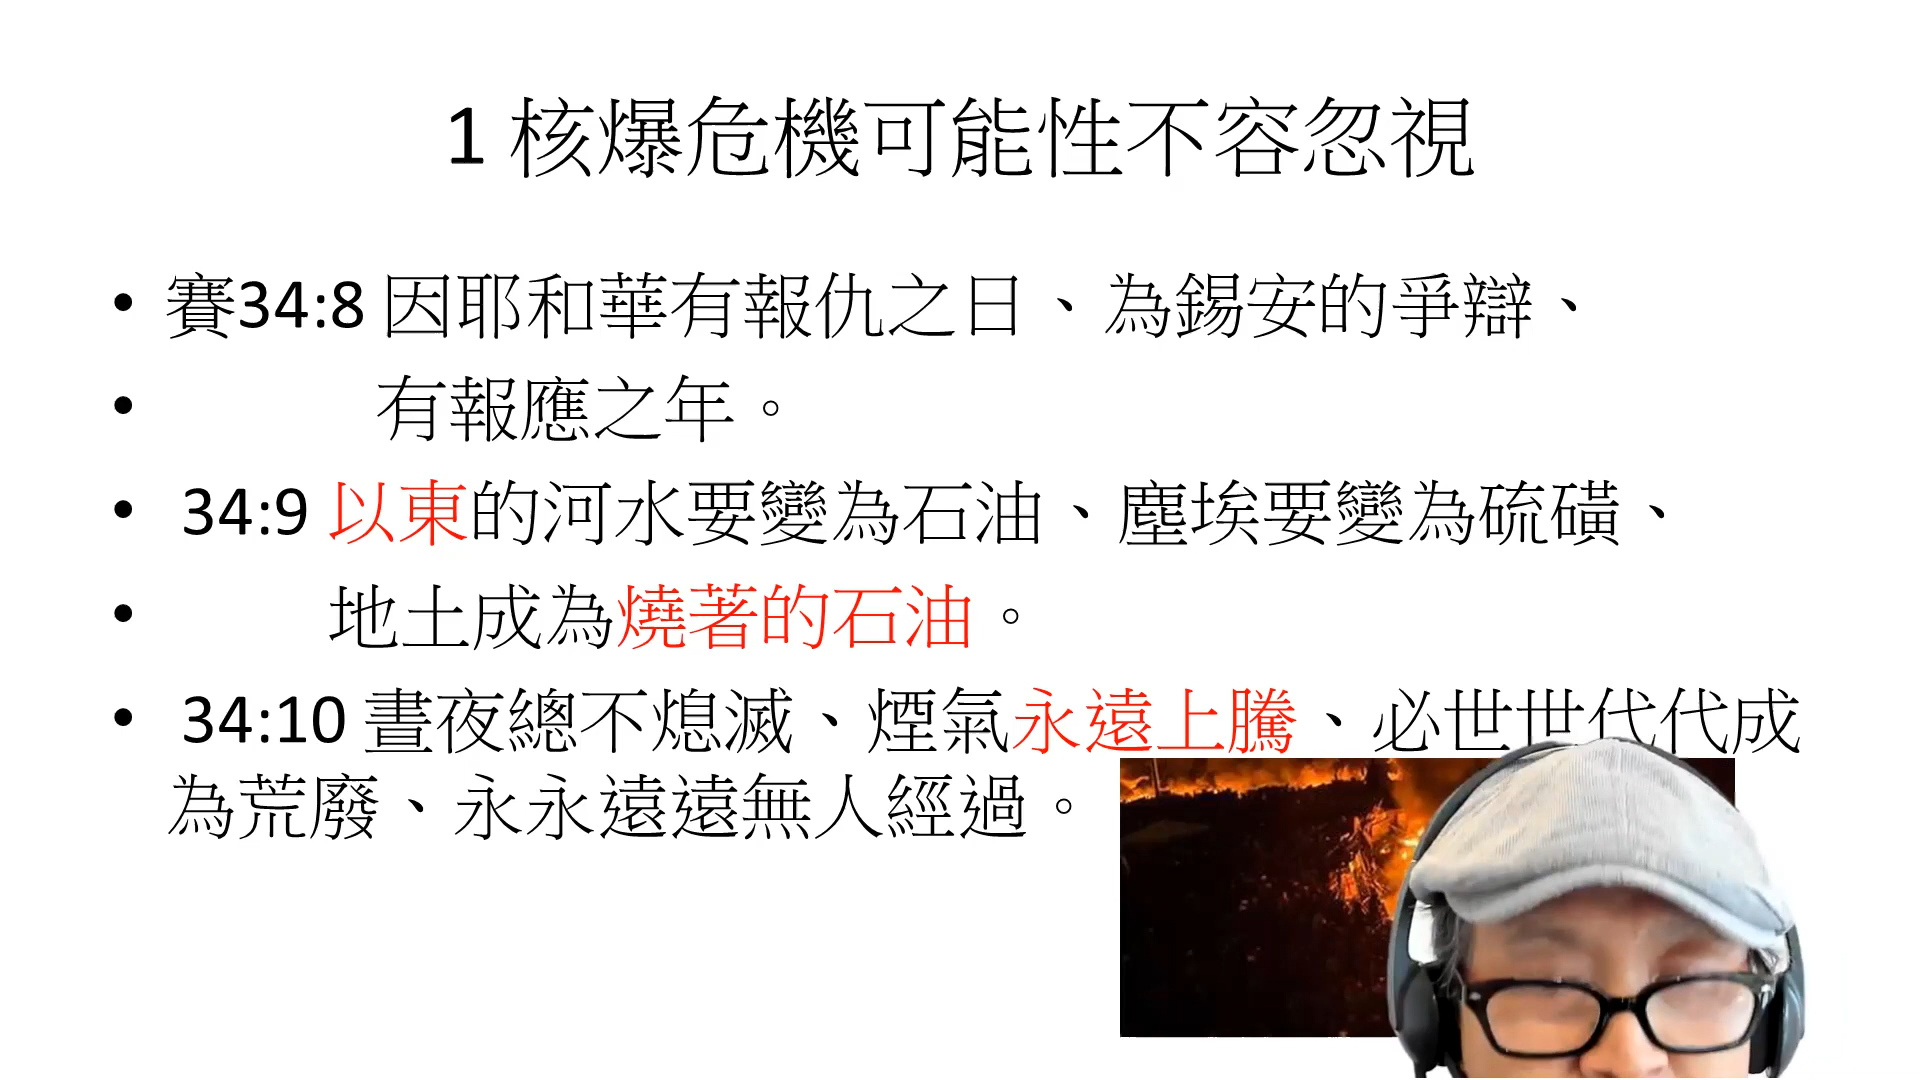 1 核爆危機可能性不容忽視
• 賽34:8 因耶和華有報仇之日、為錫安的爭辯、
• 有報應之年。
• 34:9 以東的河水要變為石油、塵埃要變為硫磺、
• 地土成為燒著的石油。
• 34:10 晝夜總不熄滅、煙氣永遠上騰、必世世代代成
為荒廢、永永遠遠無人經過。